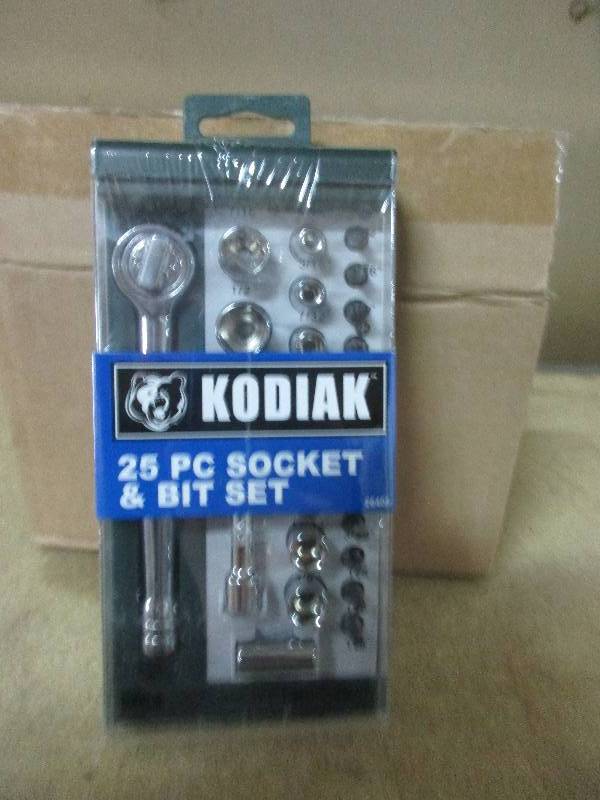 KODIAK
25 PC SOCKET
& BIT SET